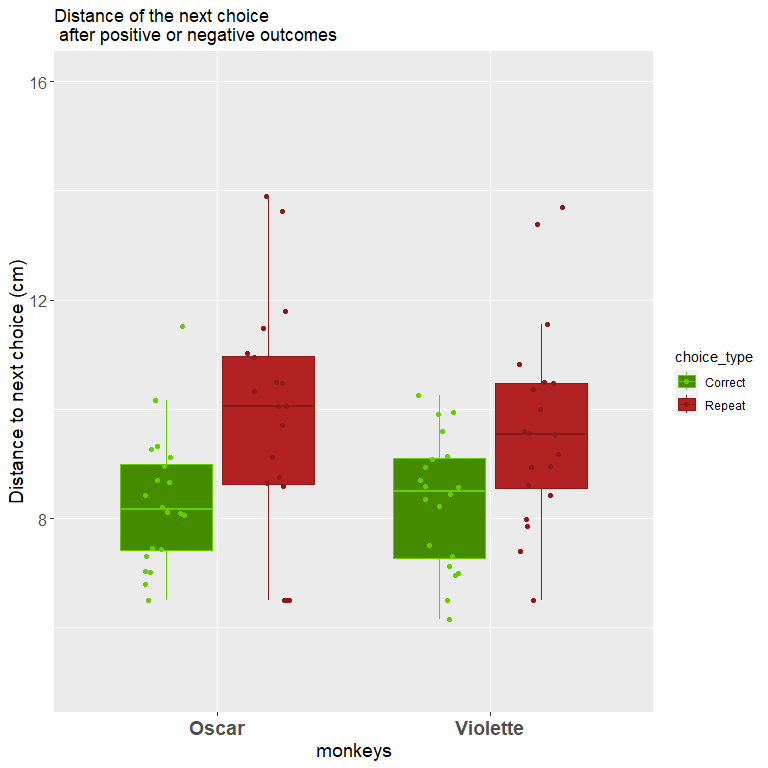 Distance of the next choice
after positive or negative outcomes
Distance to next choice (cm)
16
12
8
Oscar
Violette
monkeys
choice_type
Correct
Repeat